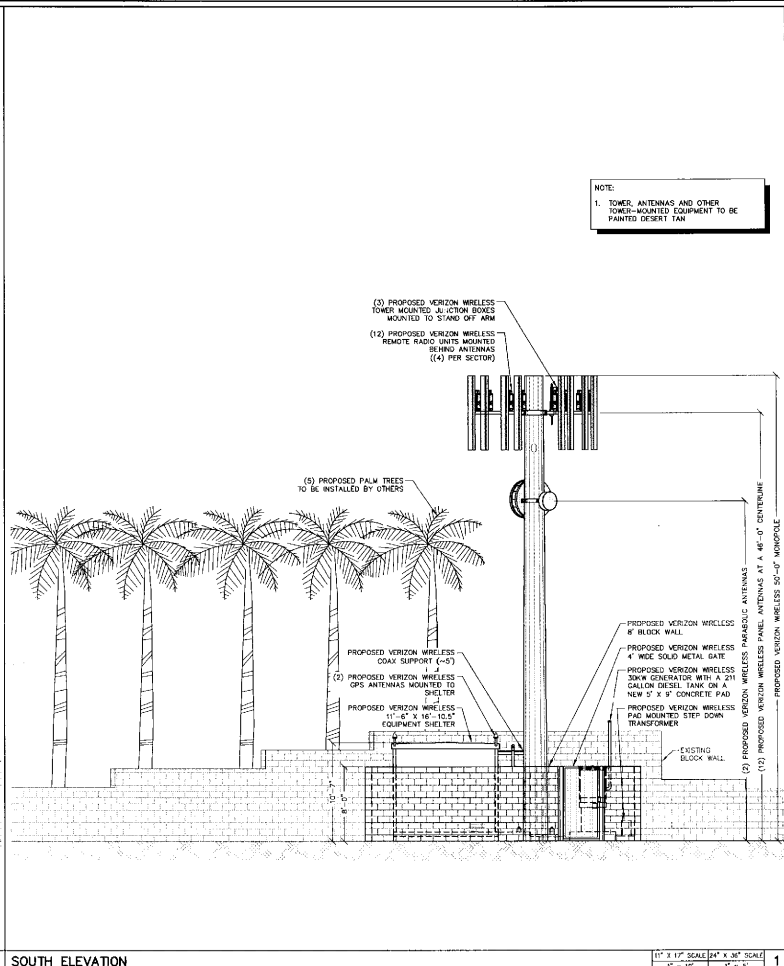 NOTE:
1. TOWER, ANTENNAS AND OTHER
TOWER-MOUNTED EQUIPMENT TO BE
PAINTED DESERT TAN
(3) PROPOSED VERIZON WIRELESS
TOWER MOUNTED JUNCTION BOXES
MOUNTED TO STAND OFF ARM
(12) PROPOSED VERIZON WIRELESS
REMOTE RADIO UNITS MOUNTED
BEHIND ANTENNAS
((4) PER SECTOR)
(5) PROPOSED PALM TREES
TO BE INSTALLED BY OTHERS
PROPOSED VERIZON WIRELESS
COAX SUPPORT (~5')
(2) PROPOSED VERIZON WIRELESS
GPS ANTENNAS MOUNTED TO
SHELTER
PROPOSED VERIZON WIRELESS
11'-6" X 16'-10.5"
EQUIPMENT SHELTER
PROPOSED VERIZON WIRELESS
8' BLOCK WALL
PROPOSED VERIZON WIRELESS
4' WIDE SOLID METAL GATE
PROPOSED VERIZON WIRELESS
30KW GENERATOR WITH A 211
GALLON DIESEL TANK ON A
NEW 5' X 9' CONCRETE PAD
PROPOSED VERIZON WIRELESS
PAD MOUNTED STEP DOWN
TRANSFORMER
EXISTING
BLOCK WALL
10'-7"
8'-0"
(2) PROPOSED VERIZON WIRELESS PARABOLIC ANTENNAS
(12) PROPOSED VERIZON WIRELESS PANEL ANTENNAS AT A 46'-0" CENTERLINE
PROPOSED VERIZON WIRELESS 50'-0" MONOPOLE
SOUTH ELEVATION
11" X 17" SCALE 24" X 36" SCALE
1